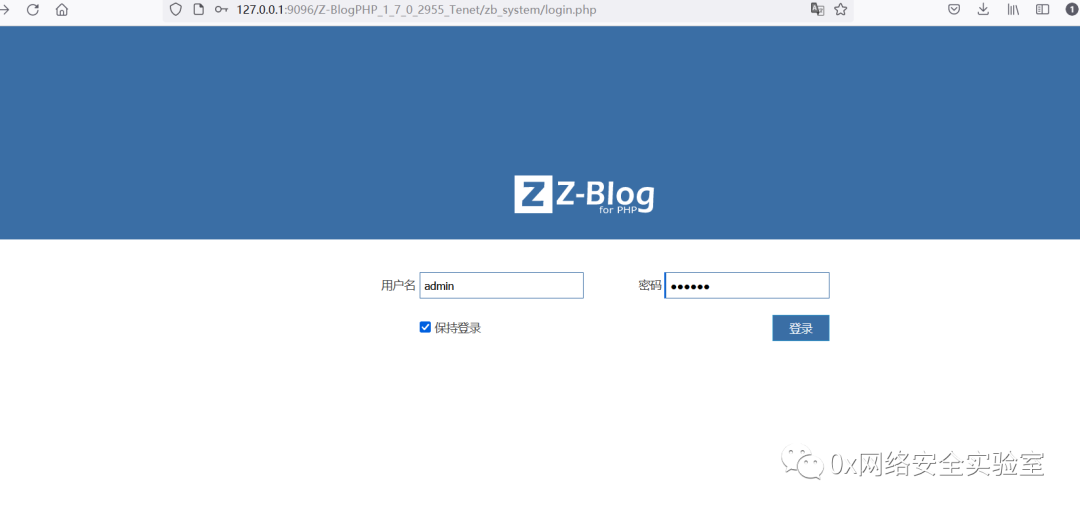 127.0.0.1:9096/Z-BlogPHP_1_7_0_2955_Tenet/zb_system/login.php
1
Z Z-Blog
for PHP
用户名 admin 密码 ●●●●●●
保持登录 登录
0x网络安全实验室